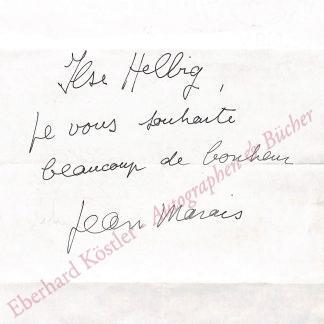 Ilse Helbig,
je vous souhaite
beaucoup de bonheur
Jean Marais
Eberhard Köstler - Autographen & Bücher